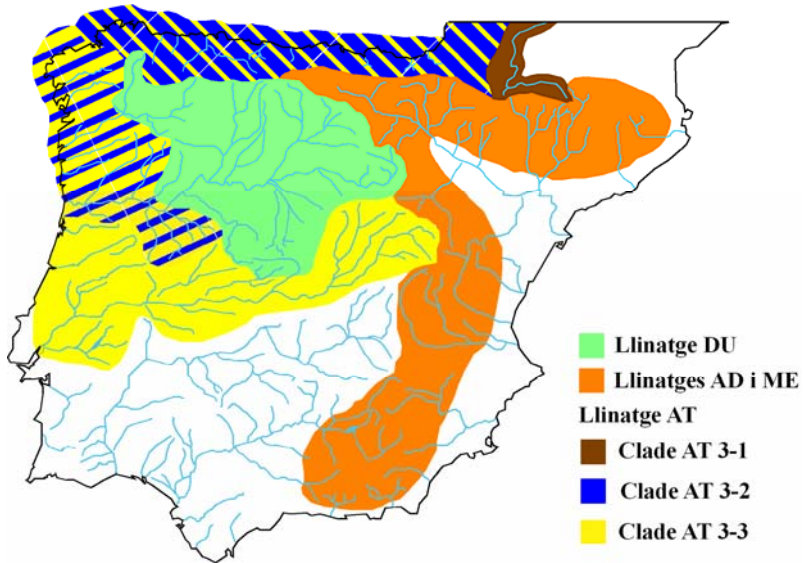 Llinatge DU
Llinatges AD i ME
Llinatge AT
Clade AT 3-1
Clade AT 3-2
Clade AT 3-3